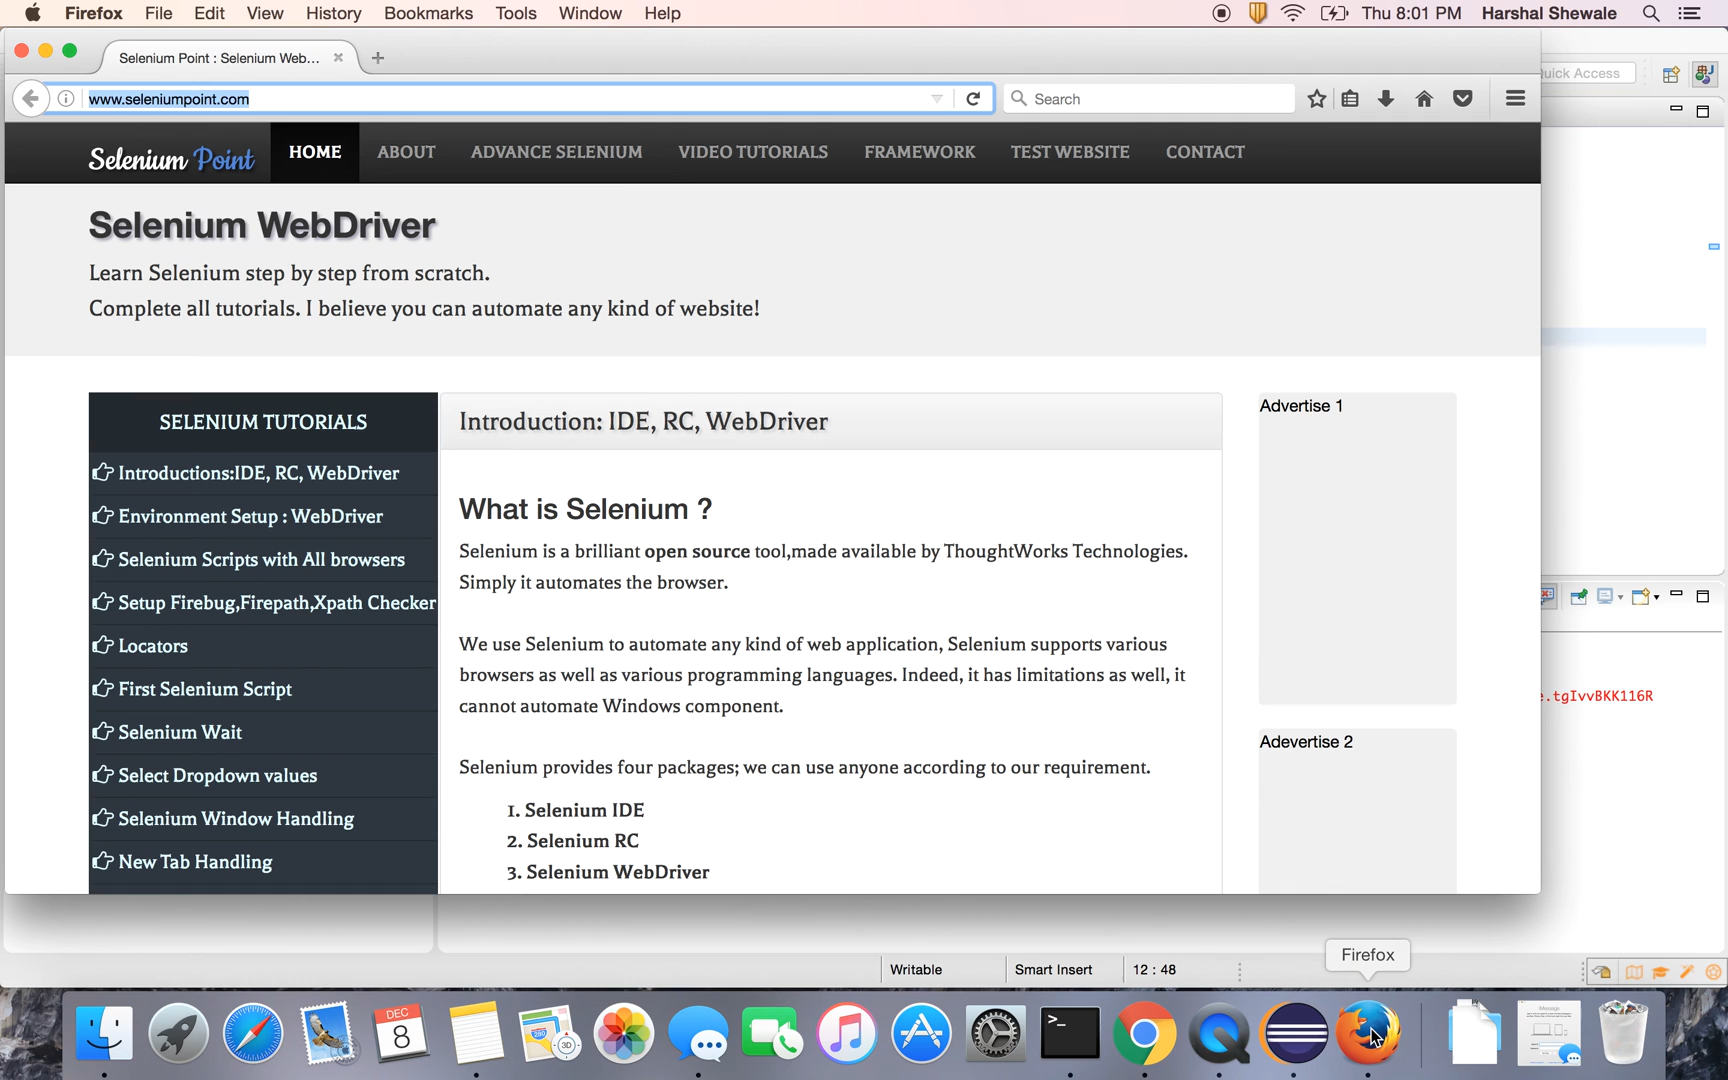 Firefox File Edit View History Bookmarks Tools Window Help Thu 8:01 PM Harshal Shewale
Selenium Point : Selenium Web...
www.seleniumpoint.com
Search
Quick Access
Selenium Point HOME ABOUT ADVANCE SELENIUM VIDEO TUTORIALS FRAMEWORK TEST WEBSITE CONTACT
Selenium WebDriver
Learn Selenium step by step from scratch.
Complete all tutorials. I believe you can automate any kind of website!
SELENIUM TUTORIALS
Introductions:IDE, RC, WebDriver
Environment Setup : WebDriver
Selenium Scripts with All browsers
Setup Firebug,Firepath,Xpath Checker
Locators
First Selenium Script
Selenium Wait
Select Dropdown values
Selenium Window Handling
New Tab Handling
Introduction: IDE, RC, WebDriver
What is Selenium ?
Selenium is a brilliant open source tool,made available by ThoughtWorks Technologies.
Simply it automates the browser.
We use Selenium to automate any kind of web application, Selenium supports various
browsers as well as various programming languages. Indeed, it has limitations as well, it
cannot automate Windows component.
Selenium provides four packages; we can use anyone according to our requirement.
1. Selenium IDE
2. Selenium RC
3. Selenium WebDriver
Advertise 1
Adevertise 2
e.tgIvvBKK116R
Writable Smart Insert 12 : 48
Firefox
DEC
8
280
3D
>_